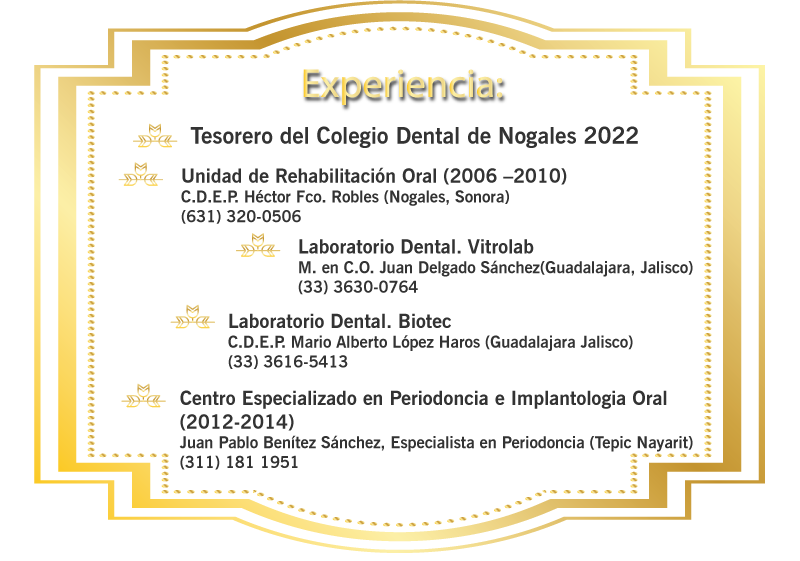 Experiencia:
Tesorero del Colegio Dental de Nogales 2022
Unidad de Rehabilitación Oral (2006 –2010)
C.D.E.P. Héctor Fco. Robles (Nogales, Sonora)
(631) 320-0506
Laboratorio Dental. Vitrolab
M. en C.O. Juan Delgado Sánchez(Guadalajara, Jalisco)
(33) 3630-0764
Laboratorio Dental. Biotec
C.D.E.P. Mario Alberto López Haros (Guadalajara Jalisco)
(33) 3616-5413
Centro Especializado en Periodoncia e Implantologia Oral
(2012-2014)
Juan Pablo Benítez Sánchez, Especialista en Periodoncia (Tepic Nayarit)
(311) 181 1951